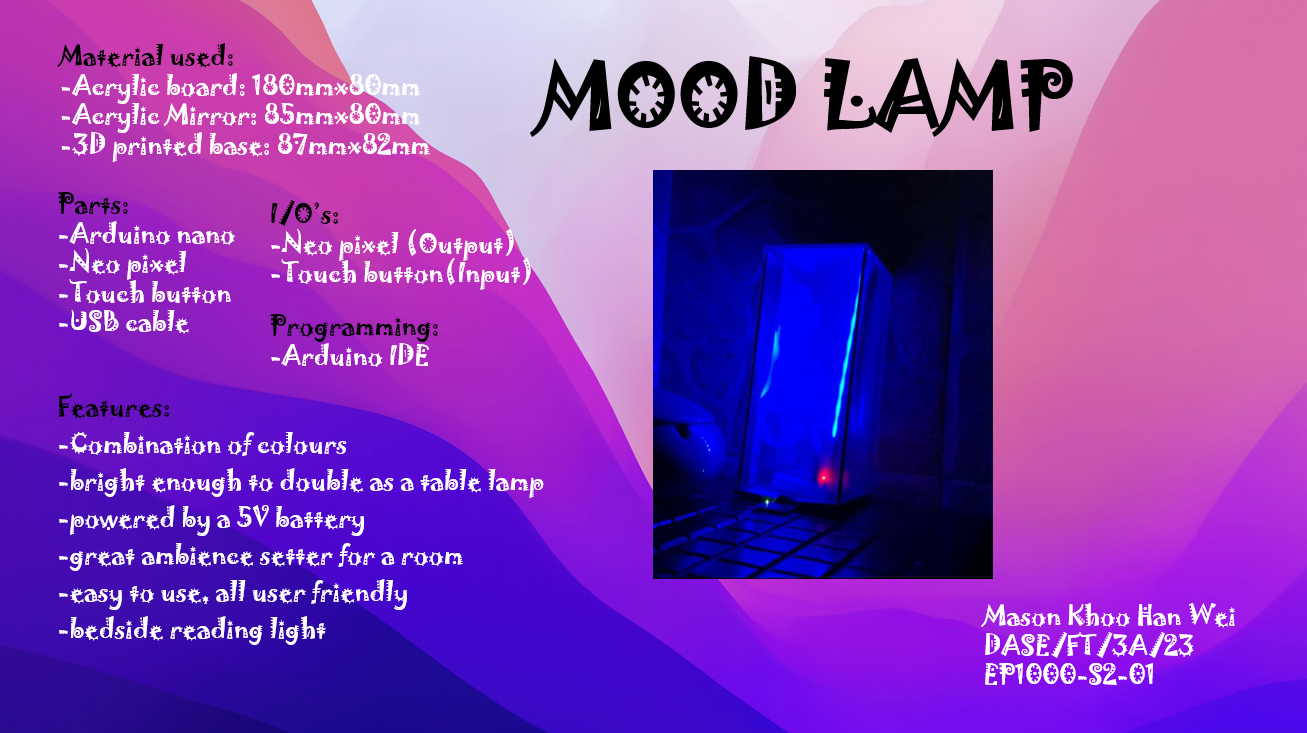 MOOD LAMP
Material used:
-Acrylic board: 180mmx80mm
-Acrylic Mirror: 85mmx80mm
-3D printed base: 87mmx82mm
Parts:
-Arduino nano
-Neo pixel
-Touch button
-USB cable
I/O's:
-Neo pixel (Output)
-Touch button(Input)
Programming:
-Arduino IDE
Features:
-Combination of colours
-bright enough to double as a table lamp
-powered by a 5V battery
-great ambience setter for a room
-easy to use, all user friendly
-bedside reading light
Mason Khoo Han Wei
DASE/FT/3A/23
EP1000-S2-01